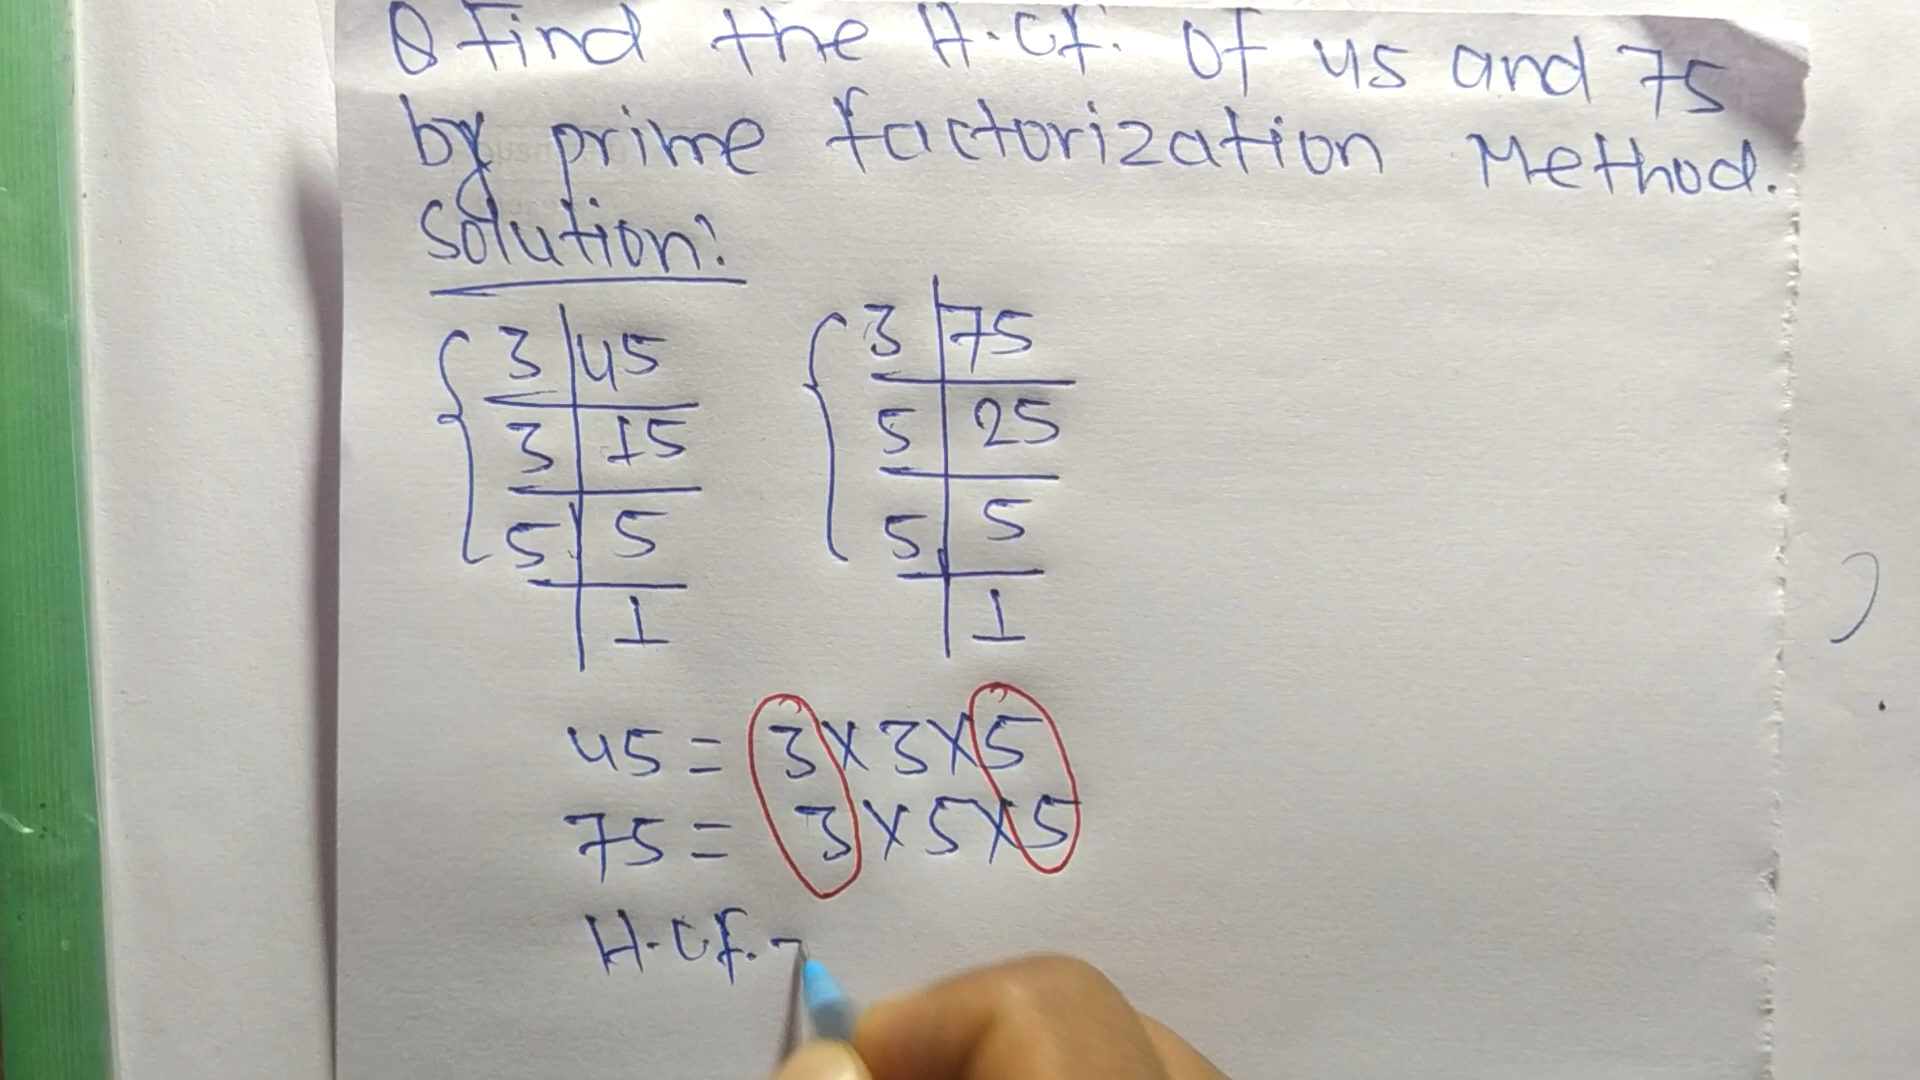 Q Find the H.C.f. of 45 and 75
by prime factorization Method.
Solution:
3 | 45
3 | 15
5 | 5
1
3 | 75
5 | 25
5 | 5
1
45 = 3 × 3 × 5
75 = 3 × 5 × 5
H.C.f. -